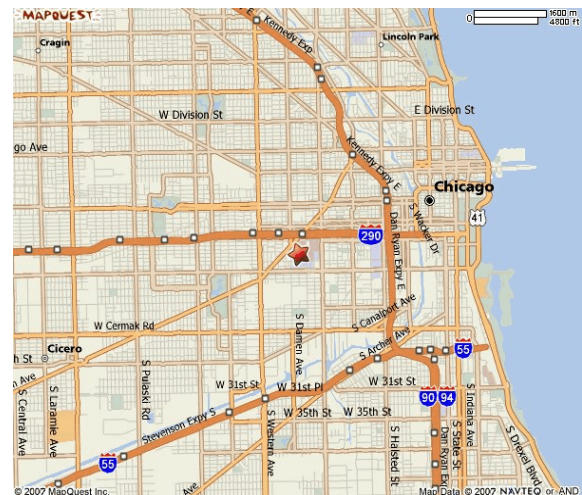 MAPQUEST
0 1600 m
4800 ft
Cragin
Kennedy Exp
Lincoln Park
W Division St
E Division St
go Ave
Kennedy Expy E
Chicago
S Wacker Dr
41
290
Dan Ryan Expy E
W Cermak Rd
S Damen Ave
S Canalport Ave
S Archer Ave
Cicero
h St
55
S Central Ave
S Laramie Ave
S Pulaski Rd
W 31st St
W 31st Pl
W 31st St
W 35th St
W 35th St
90 94
Stevenson Expy S
S Western Ave
S Halsted St
Dan Ryan Exp
S State St
S Indiana Ave
S Drexel Blvd
55
© 2007 MapQuest Inc.
Map Data © 2007 NAVTEQ or AND